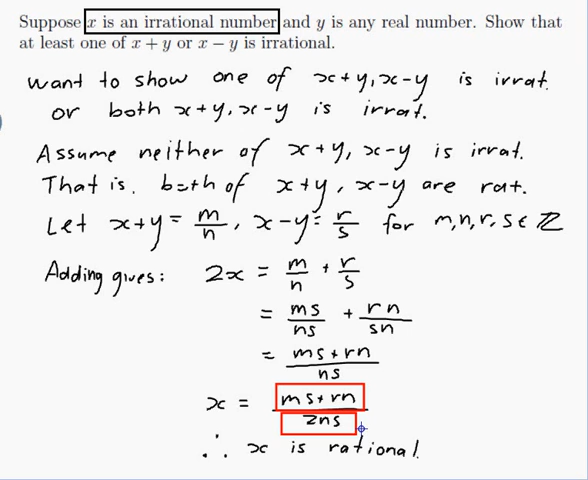 Suppose x is an irrational number and y is any real number. Show that
at least one of x + y or x − y is irrational.
want to show one of x+y, x-y is irrat.
or both x+y, x-y is irrat.
Assume neither of x+y, x-y is irrat.
That is, both of x+y, x-y are rat.
Let x+y = m/n, x-y = r/s for m,n,r,s ∈ ℤ
Adding gives: 2x = m/n + r/s
= ms/ns + rn/sn
= ms+rn/ns
x = ms+rn/2ns
∴ x is rational.